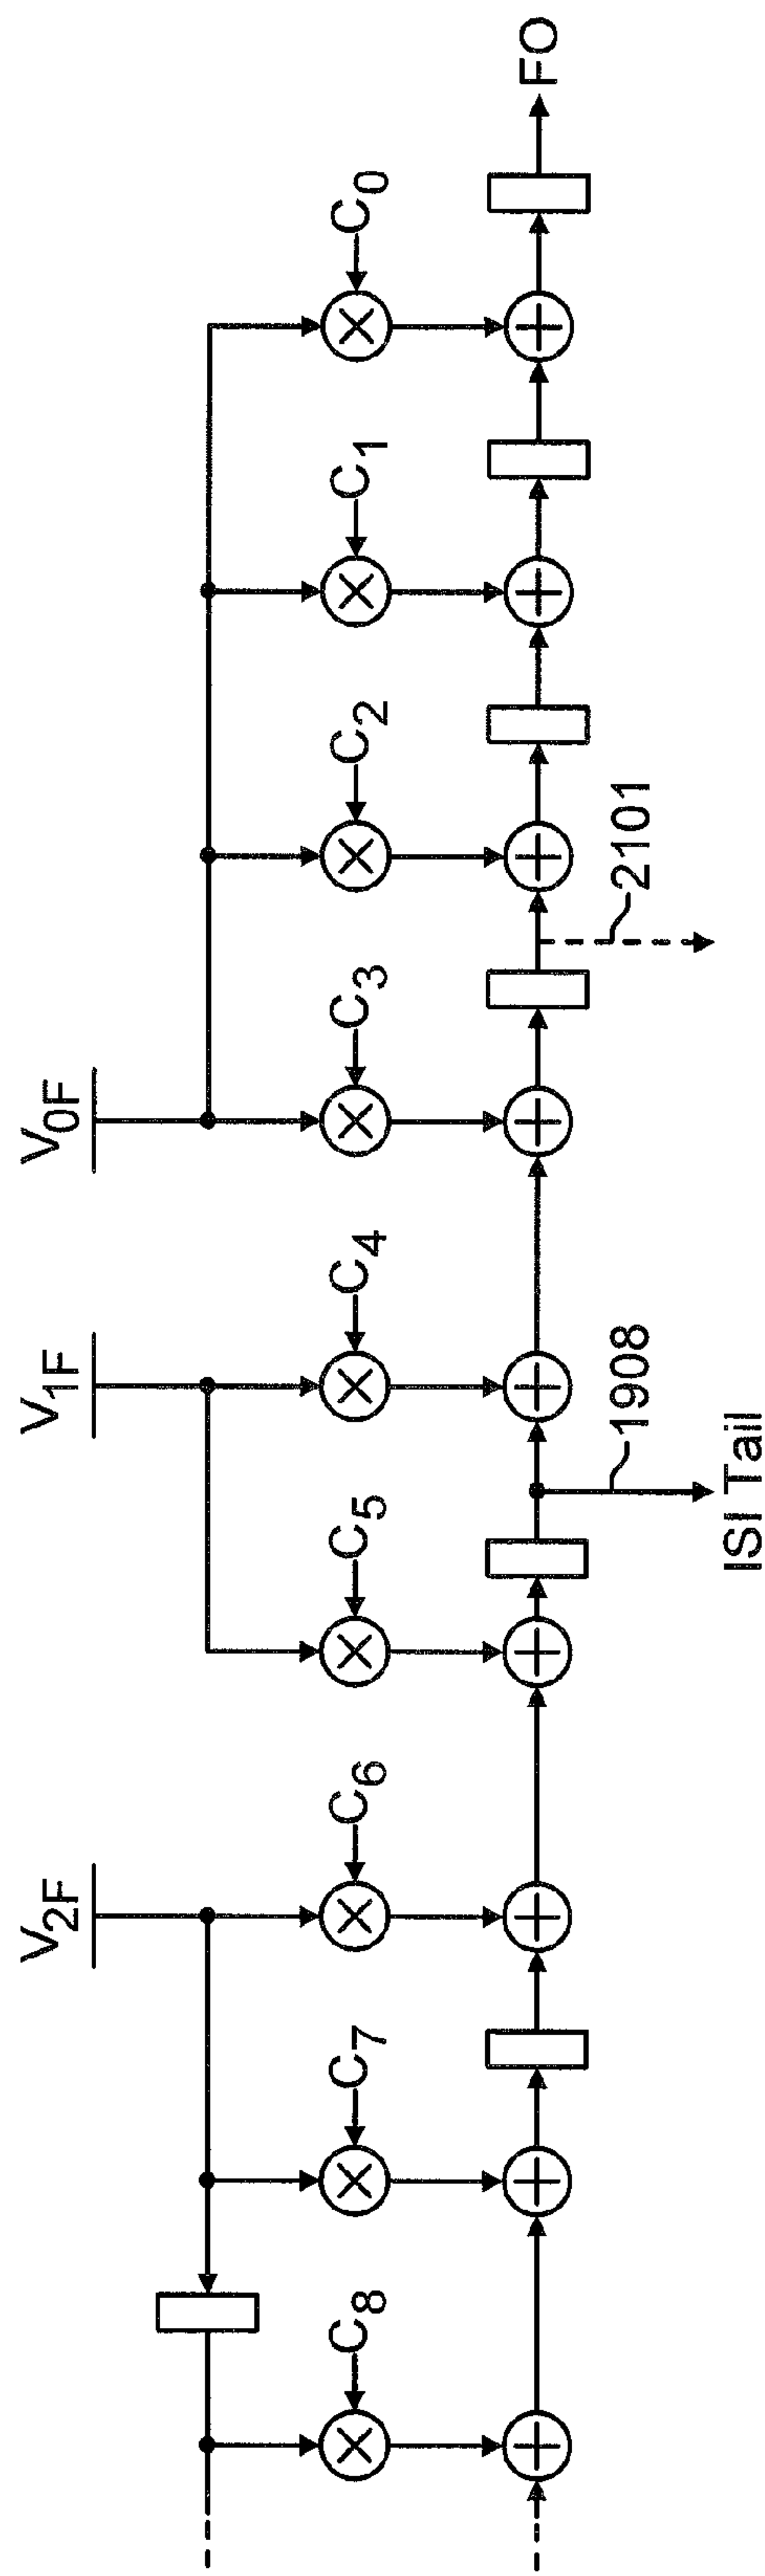 V2F
V1F
V0F
C8
C7
C6
C5
C4
C3
C2
C1
C0
FO
1908
2101
ISI Tail